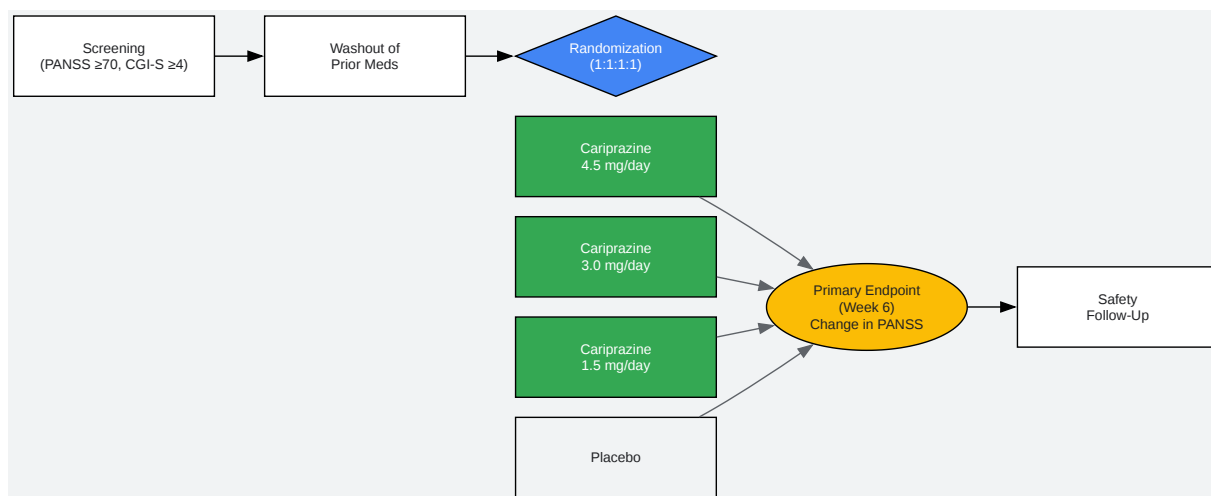 Screening
(PANSS ≥70, CGI-S ≥4)
Washout of
Prior Meds
Randomization
(1:1:1:1)
Cariprazine
4.5 mg/day
Cariprazine
3.0 mg/day
Cariprazine
1.5 mg/day
Placebo
Primary Endpoint
(Week 6)
Change in PANSS
Safety
Follow-Up